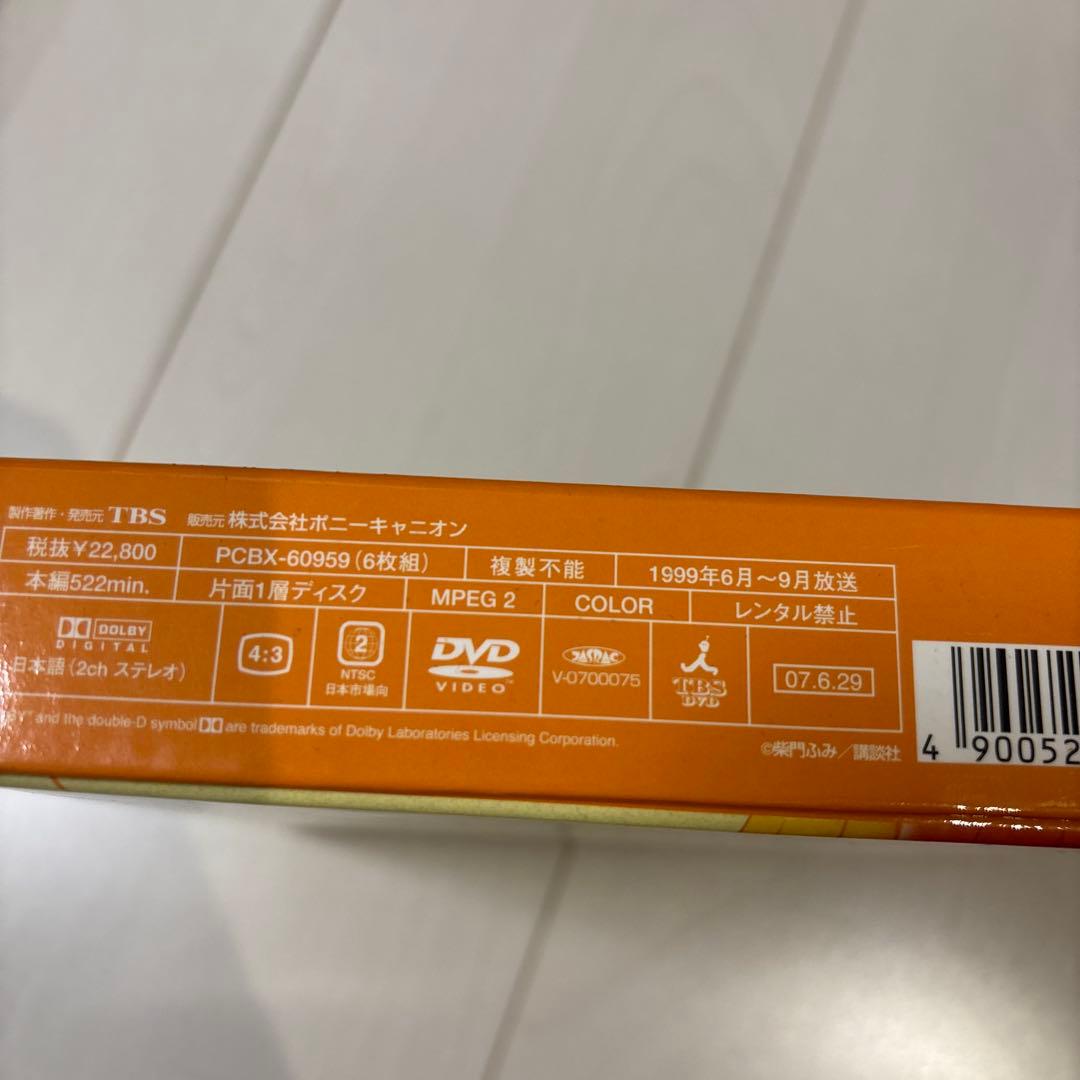 製作著作・発売元 TBS 販売元 株式会社ポニーキャニオン
税抜¥22,800 PCBX-60959(6枚組) 複製不能 1999年6月〜9月放送
本編522min. 片面1層ディスク MPEG 2 COLOR レンタル禁止
DOLBY
DIGITAL
日本語(2ch ステレオ)
4:3
2
NTSC
日本市場向
DVD
VIDEO™
JASRAC
V-0700075
TBS
DVD
07.6.29
and the double-D symbol are trademarks of Dolby Laboratories Licensing Corporation.
©柴門ふみ/講談社
4 90052